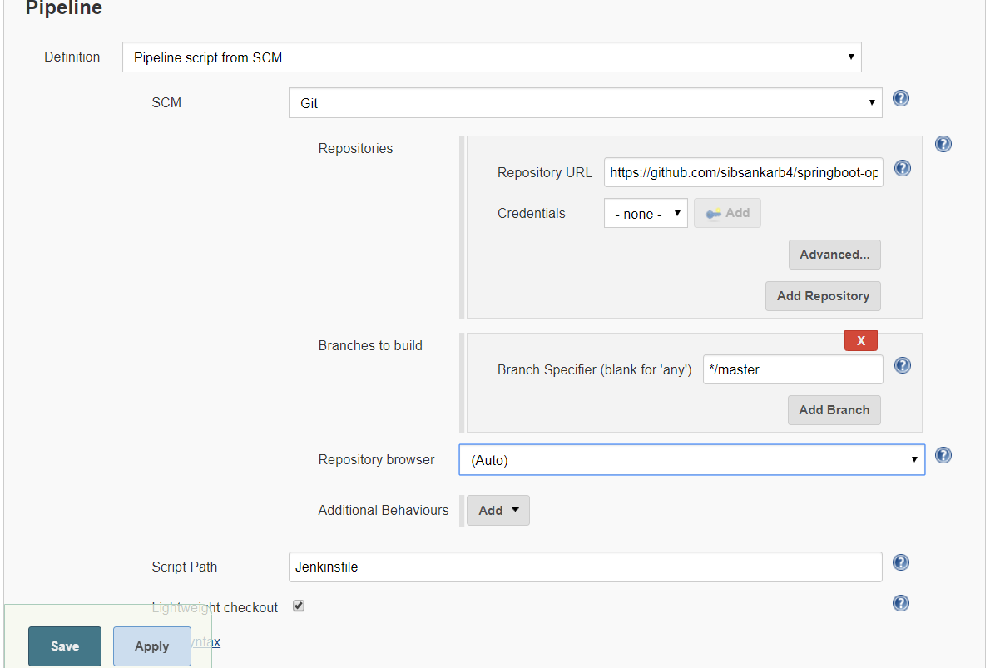 Pipeline
Definition
Pipeline script from SCM
SCM
Git
Repositories
Repository URL
https://github.com/sibsankarb4/springboot-op
Credentials
- none -
Add
Advanced...
Add Repository
Branches to build
X
Branch Specifier (blank for 'any')
*/master
Add Branch
Repository browser
(Auto)
Additional Behaviours
Add
Script Path
Jenkinsfile
Lightweight checkout
Save
Apply